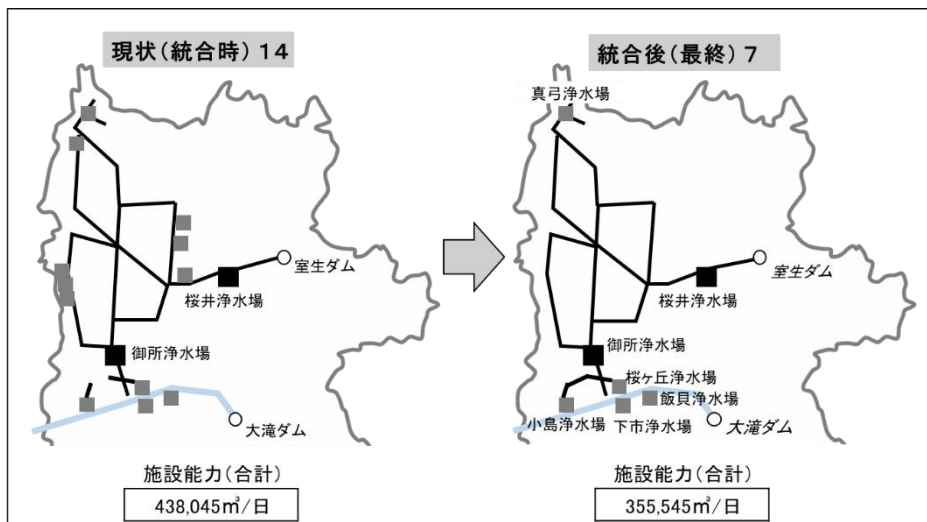 現状（統合時）１４
室生ダム
桜井浄水場
御所浄水場
大滝ダム
施設能力（合計）
438,045㎥/日
統合後（最終）７
真弓浄水場
室生ダム
桜井浄水場
御所浄水場
桜ヶ丘浄水場
飯貝浄水場
小島浄水場
下市浄水場
大滝ダム
施設能力（合計）
355,545㎥/日